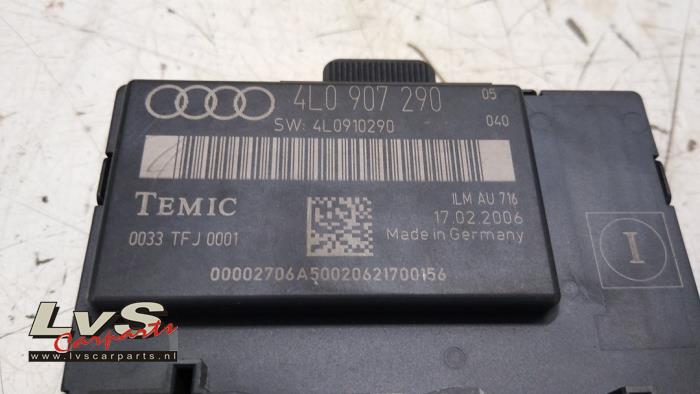 4L0 907 290 05
SW: 4L0910290 040
TEMIC
ILM AU 716
17.02.2006
0033 TFJ 0001
Made in Germany
00002706A50020621700156
I
LvS
Carparts
www.lvscarparts.nl